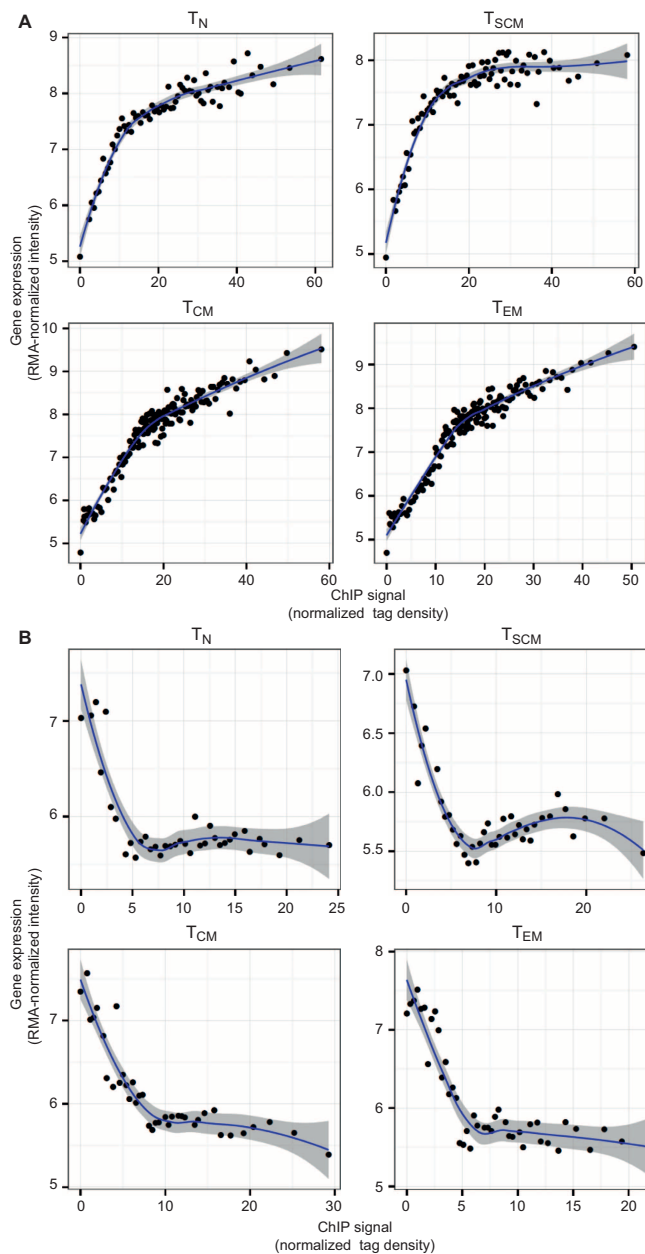 A
T_N
T_SCM
9
8
7
6
5
0 20 40 60
8
7
6
5
0 20 40 60
Gene expression
(RMA-normalized intensity)
T_CM
T_EM
10
9
8
7
6
5
0 20 40 60
9
8
7
6
5
0 10 20 30 40 50
ChIP signal
(normalized tag density)
B
T_N
T_SCM
7
6
0 5 10 15 20 25
7.0
6.5
6.0
5.5
0 10 20
Gene expression
(RMA-normalized intensity)
T_CM
T_EM
7
6
5
0 10 20 30
8
7
6
5
0 5 10 15 20
ChIP signal
(normalized tag density)